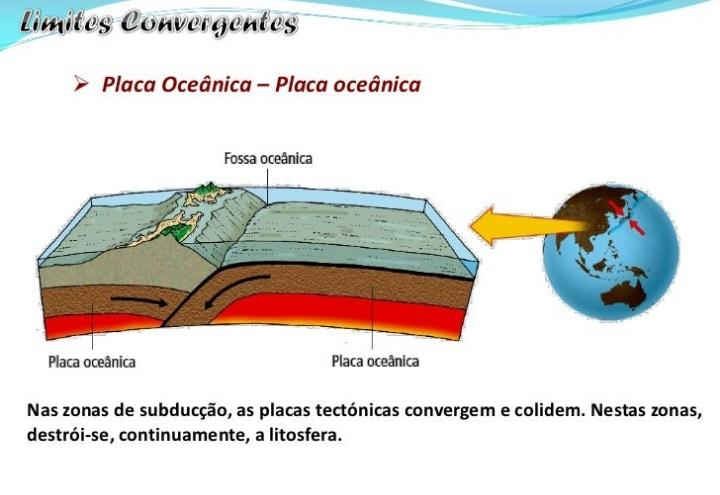 Limites Convergentes
➢ Placa Oceânica – Placa oceânica
Fossa oceânica
Placa oceânica
Placa oceânica
Nas zonas de subducção, as placas tectónicas convergem e colidem. Nestas zonas,
destrói-se, continuamente, a litosfera.